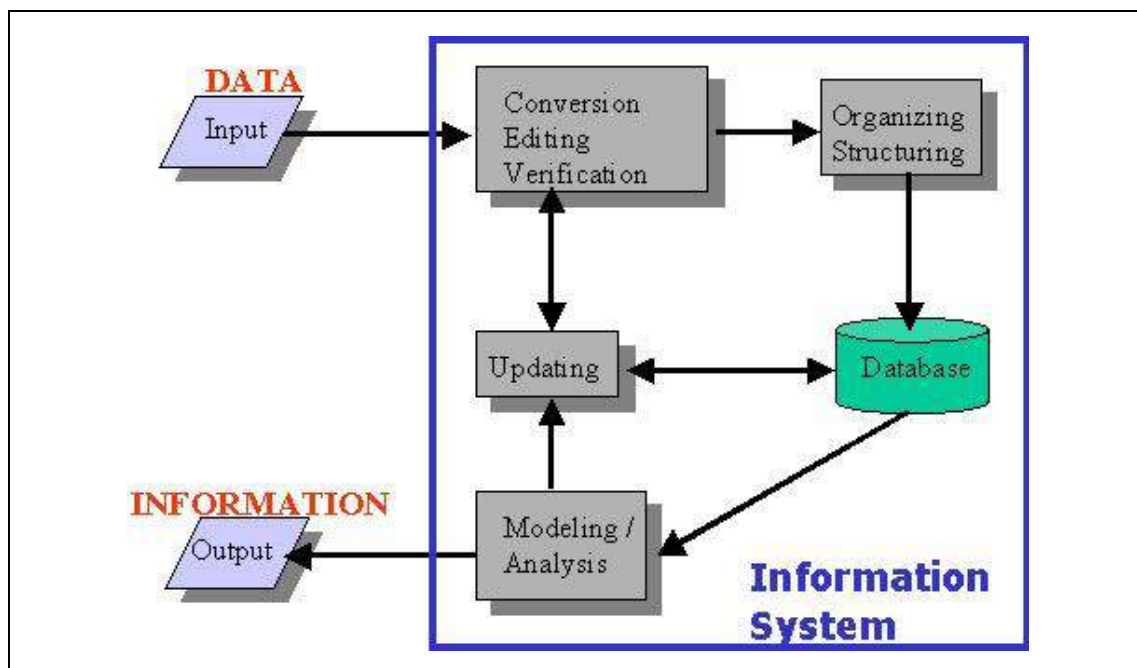 DATA
Input
Conversion
Editing
Verification
Organizing
Structuring
Updating
Database
INFORMATION
Output
Modeling /
Analysis
Information
System